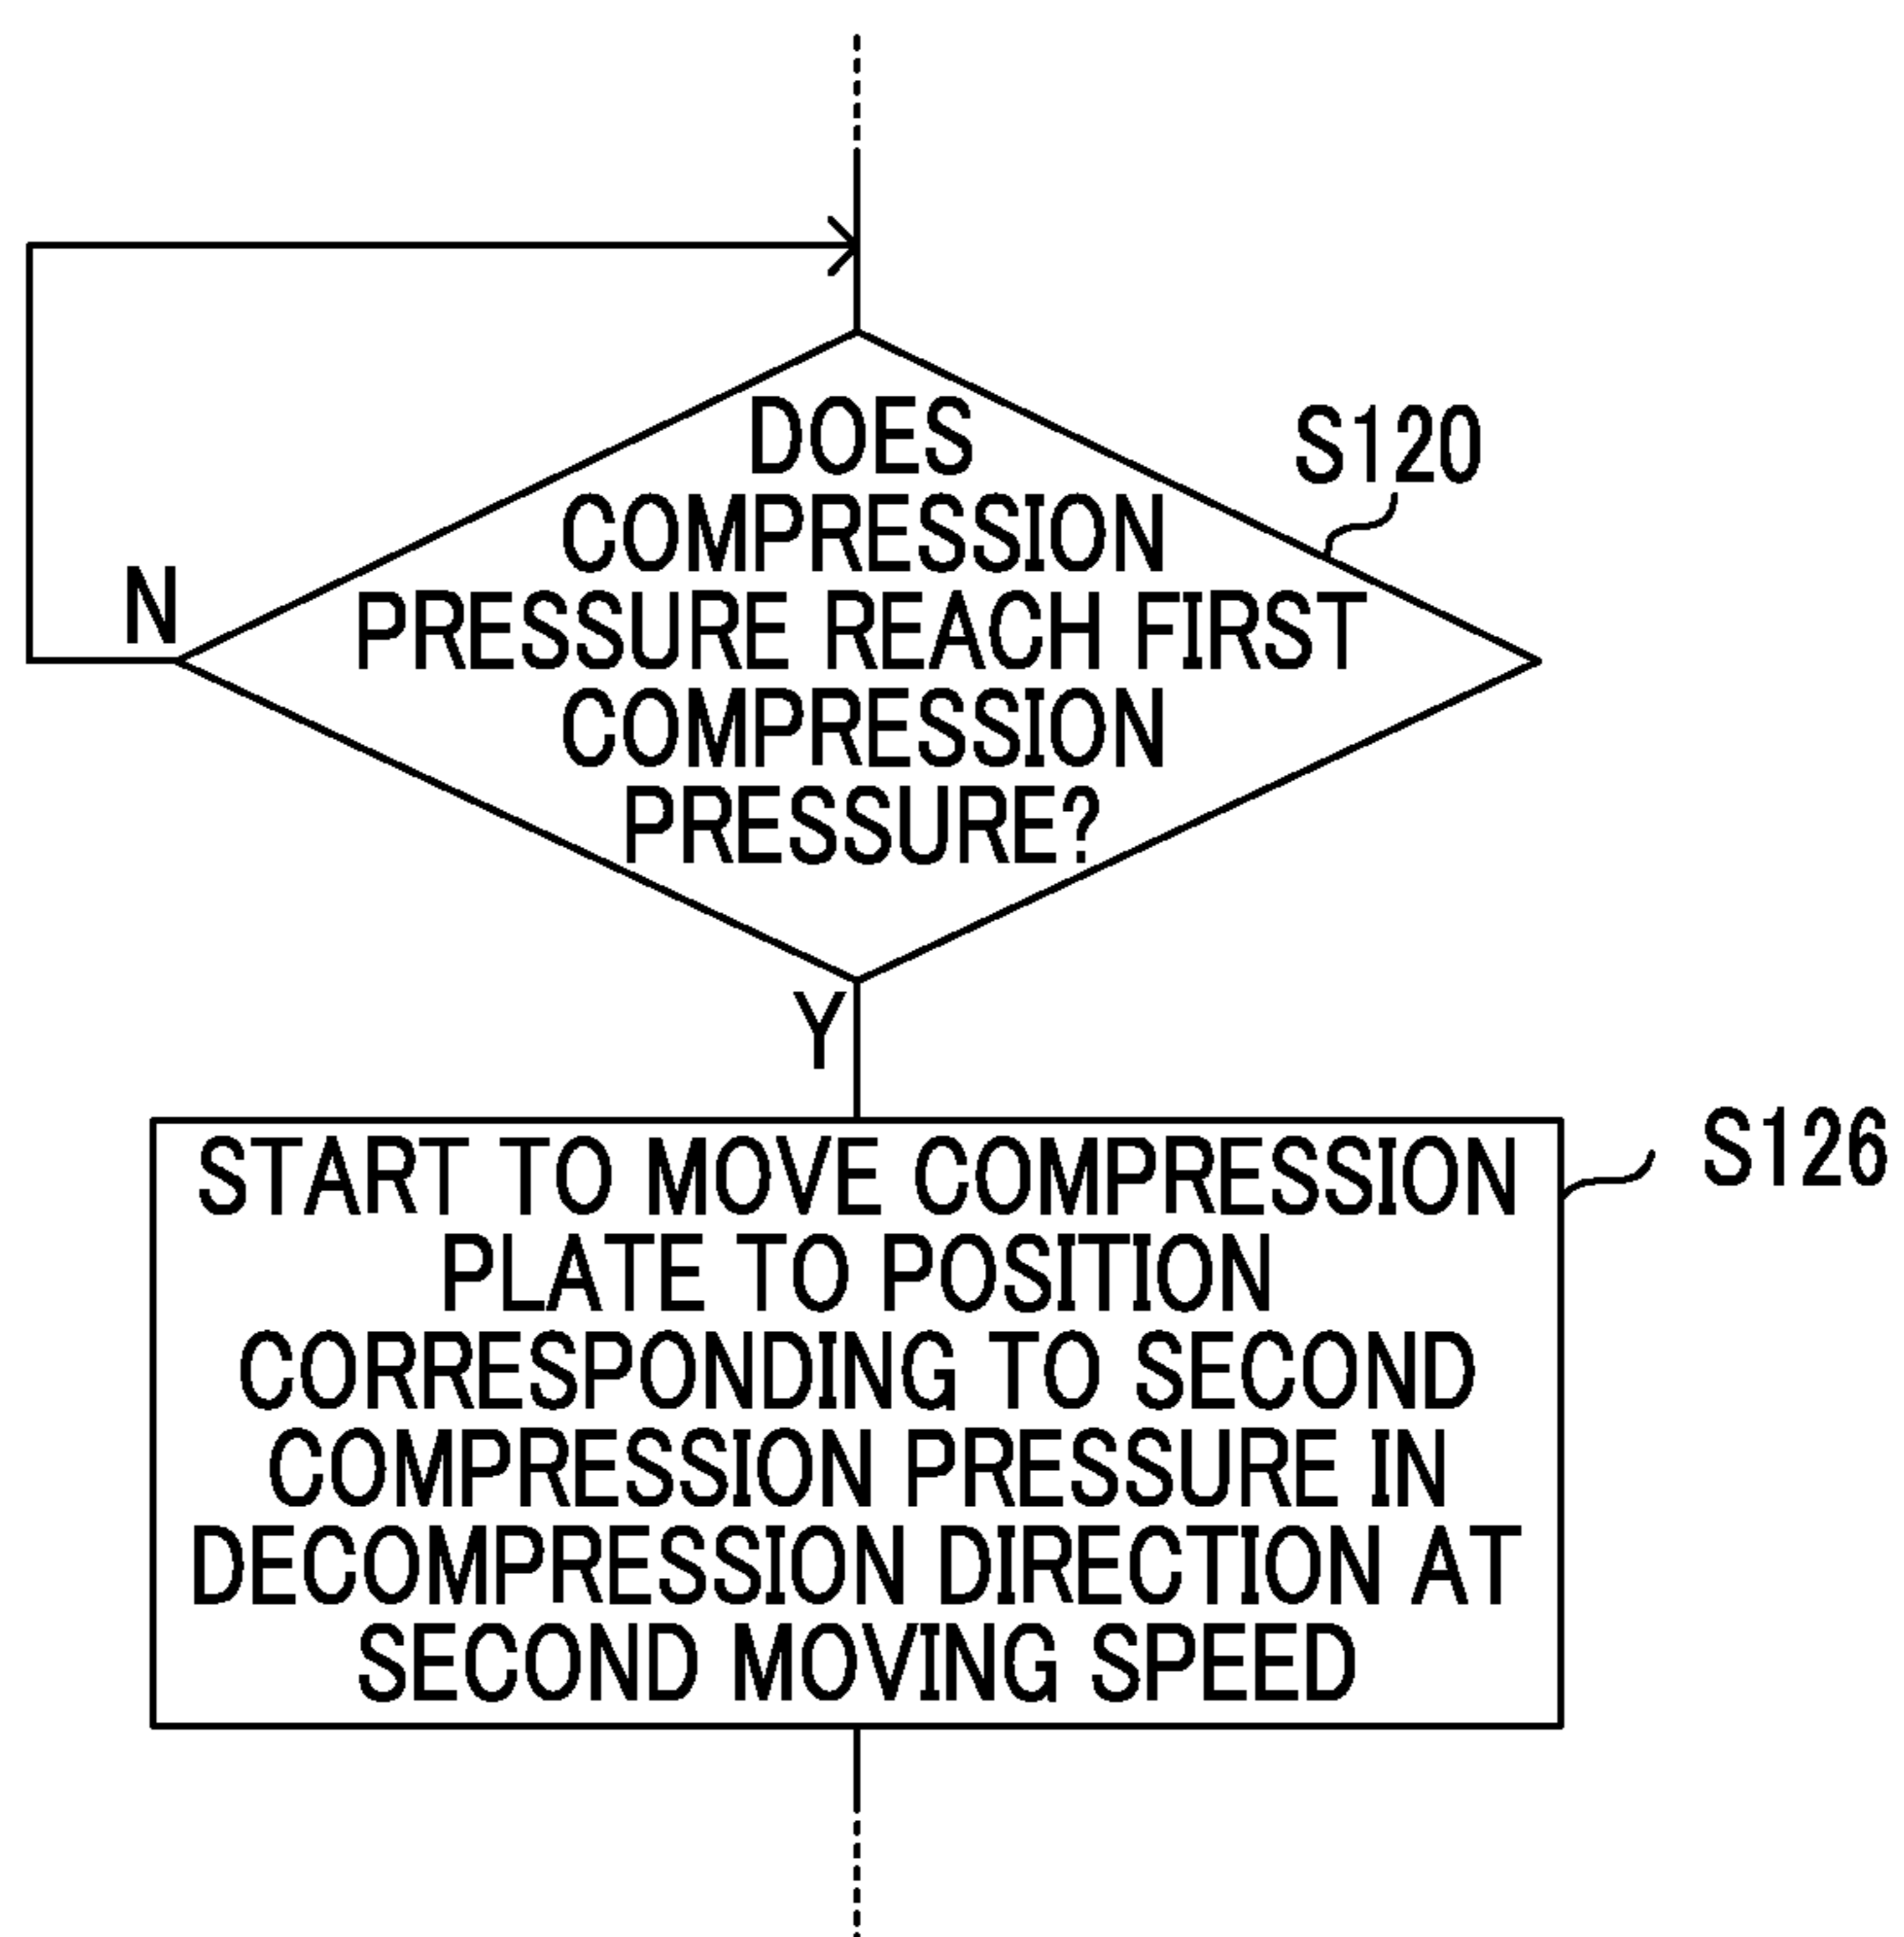 DOES
COMPRESSION
PRESSURE REACH FIRST
COMPRESSION
PRESSURE?
S120
N
Y
START TO MOVE COMPRESSION
PLATE TO POSITION
CORRESPONDING TO SECOND
COMPRESSION PRESSURE IN
DECOMPRESSION DIRECTION AT
SECOND MOVING SPEED
S126